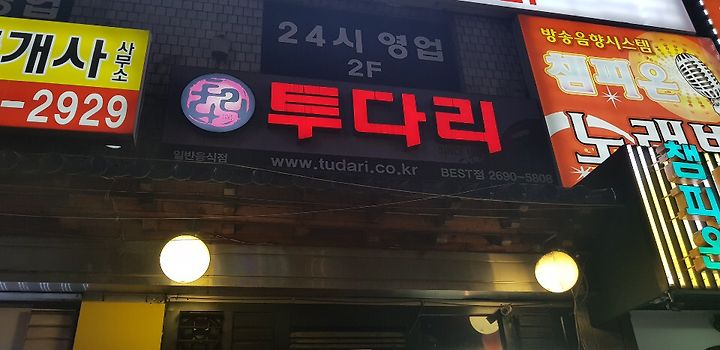 개사 사무소
-2929
24시 영업
2F
투다리
일반음식점
www.tudari.co.kr
BEST점 2690-5808
방송음향시스템
챔피온
노래
챔피온